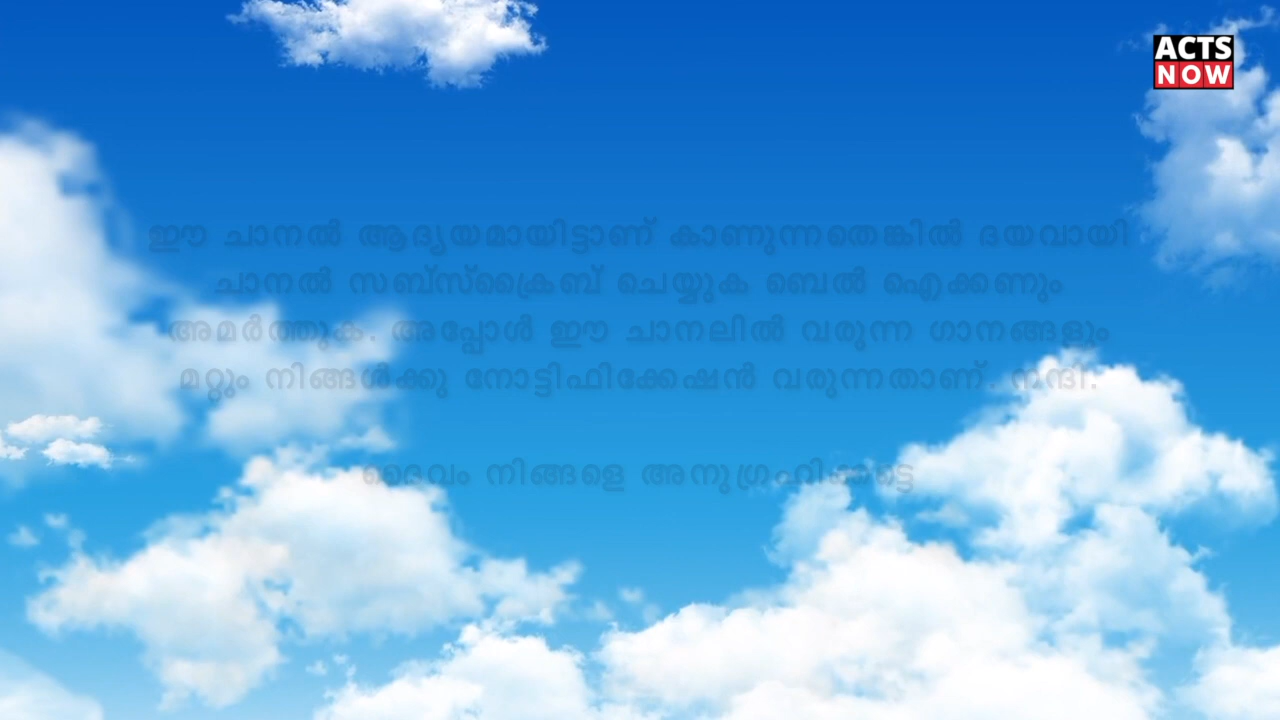 ACTS
NOW
ഈ ചാനൽ ആദ്യയമായിട്ടാണ് കാണുന്നതെങ്കിൽ ദയവായി
ചാനൽ സബ്സ്ക്രൈബ് ചെയ്യുക ബെൽ ഐക്കണും
അമർത്തുക. അപ്പോൾ ഈ ചാനലിൽ വരുന്ന ഗാനങ്ങളും
മറ്റും നിങ്ങൾക്കു നോട്ടിഫിക്കേഷൻ വരുന്നതാണ്. നന്ദി.
ദൈവം നിങ്ങളെ അനുഗ്രഹിക്കട്ടെ